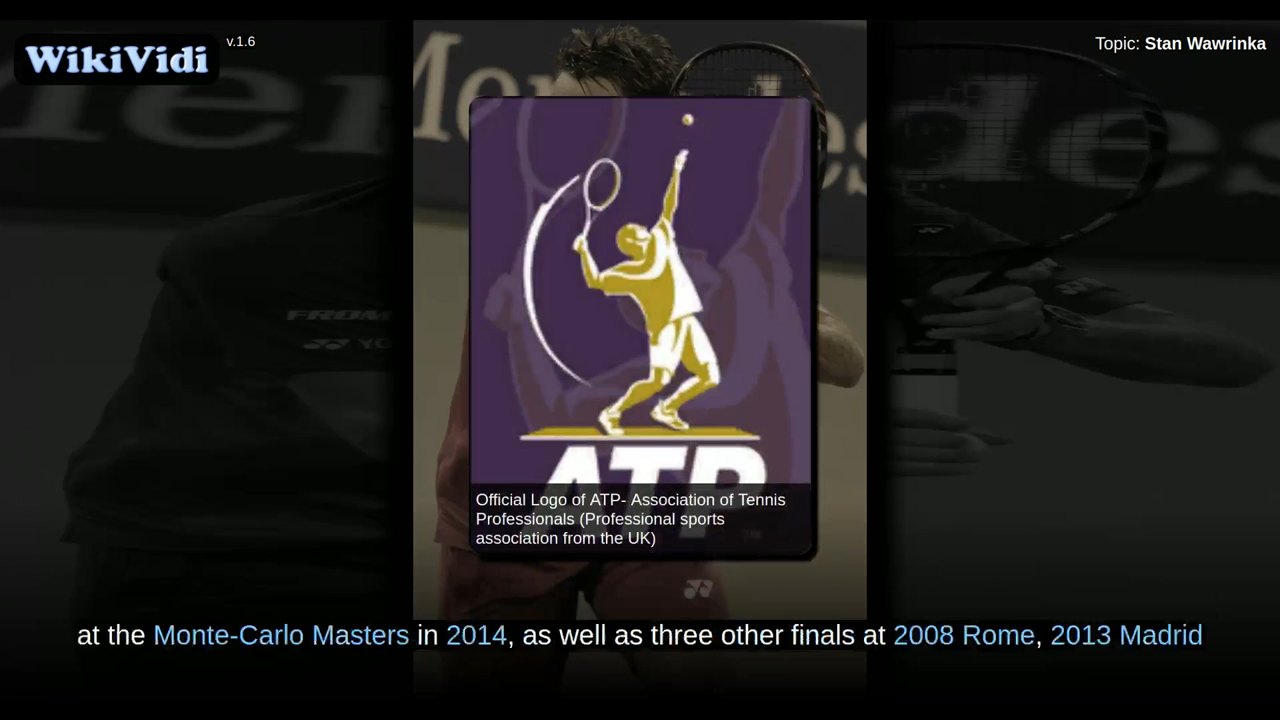 WikiVidi
v.1.6
Topic: Stan Wawrinka
ATP
Official Logo of ATP- Association of Tennis
Professionals (Professional sports
association from the UK)
at the Monte-Carlo Masters in 2014, as well as three other finals at 2008 Rome, 2013 Madrid